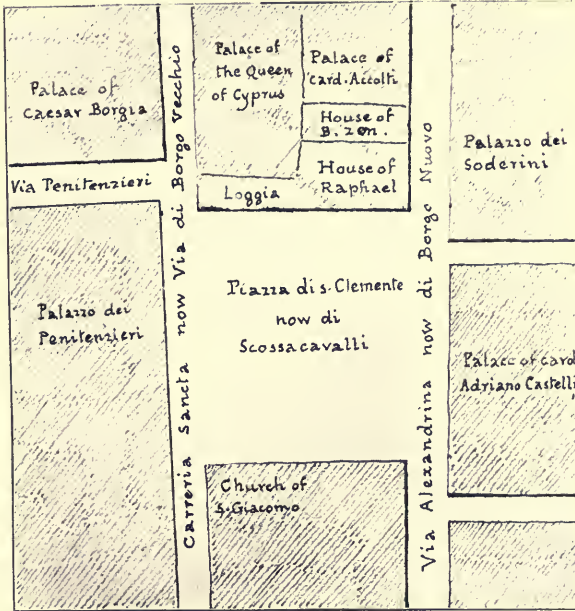 Palace of
Caesar Borgia
Via Penitenzieri
Palazzo dei
Penitenzieri
Carreria Sancta now Via di Borgo Vecchio
Palace of
the Queen
of Cyprus
Palace of
Card. Accolti
House of
B. zon.
House of
Raphael
Loggia
Piazza di S. Clemente
now di
Scossacavalli
Church of
S. Giacomo
Via Alexandrina now di Borgo Nuovo
Palazzo dei
Soderini
Palace of card
Adriano Castelli